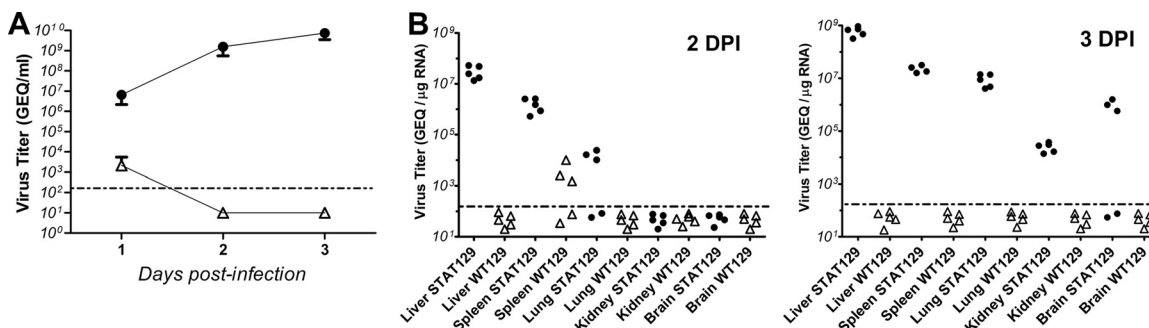 A
Virus Titer (GEQ/ml)
10^10
10^9
10^8
10^7
10^6
10^5
10^4
10^3
10^2
10^1
10^0
1 2 3
Days post-infection
B
2 DPI
Virus Titer (GEQ / µg RNA)
10^9
10^7
10^5
10^3
10^1
Liver STAT129
Liver WT129
Spleen STAT129
Spleen WT129
Lung STAT129
Lung WT129
Kidney STAT129
Kidney WT129
Brain STAT129
Brain WT129
3 DPI
Virus Titer (GEQ / µg RNA)
10^9
10^7
10^5
10^3
10^1
Liver STAT129
Liver WT129
Spleen STAT129
Spleen WT129
Lung STAT129
Lung WT129
Kidney STAT129
Kidney WT129
Brain STAT129
Brain WT129